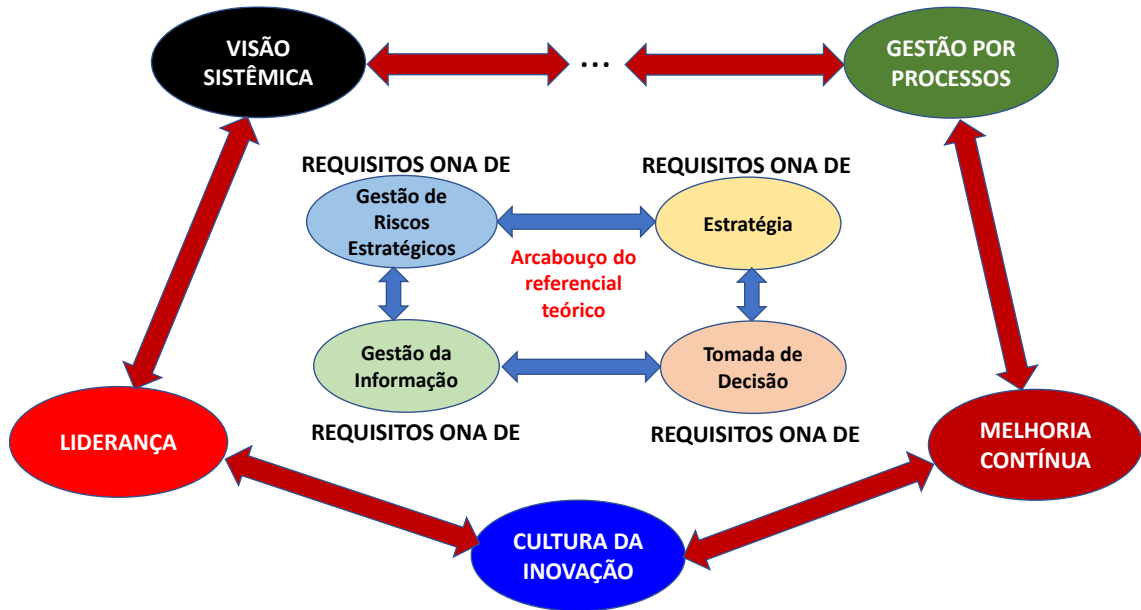 VISÃO
SISTÊMICA
...
GESTÃO POR
PROCESSOS
REQUISITOS ONA DE
Gestão de
Riscos
Estratégicos
REQUISITOS ONA DE
Estratégia
Arcabouço do
referencial
teórico
Gestão da
Informação
REQUISITOS ONA DE
Tomada de
Decisão
REQUISITOS ONA DE
LIDERANÇA
MELHORIA
CONTÍNUA
CULTURA DA
INOVAÇÃO